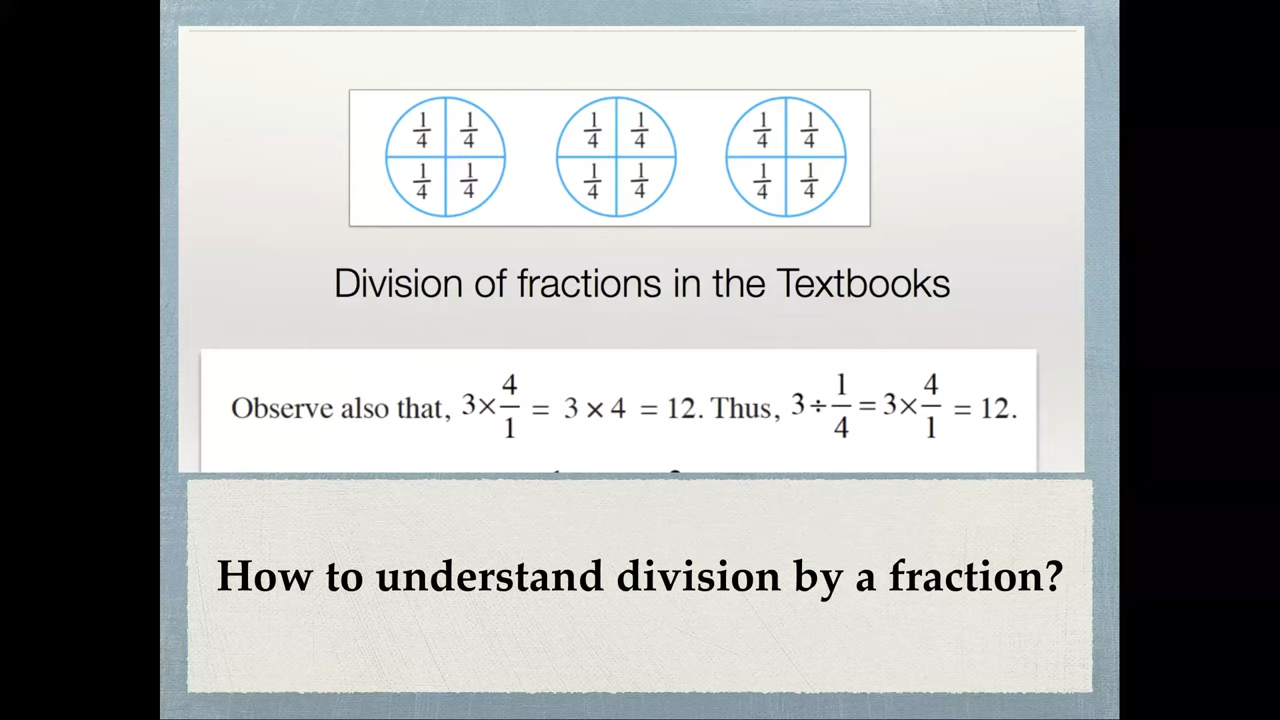 1/4 1/4 1/4 1/4 1/4 1/4
1/4 1/4 1/4 1/4 1/4 1/4
Division of fractions in the Textbooks
Observe also that, 3×4/1 = 3 × 4 = 12. Thus, 3÷1/4=3×4/1 = 12.
How to understand division by a fraction?